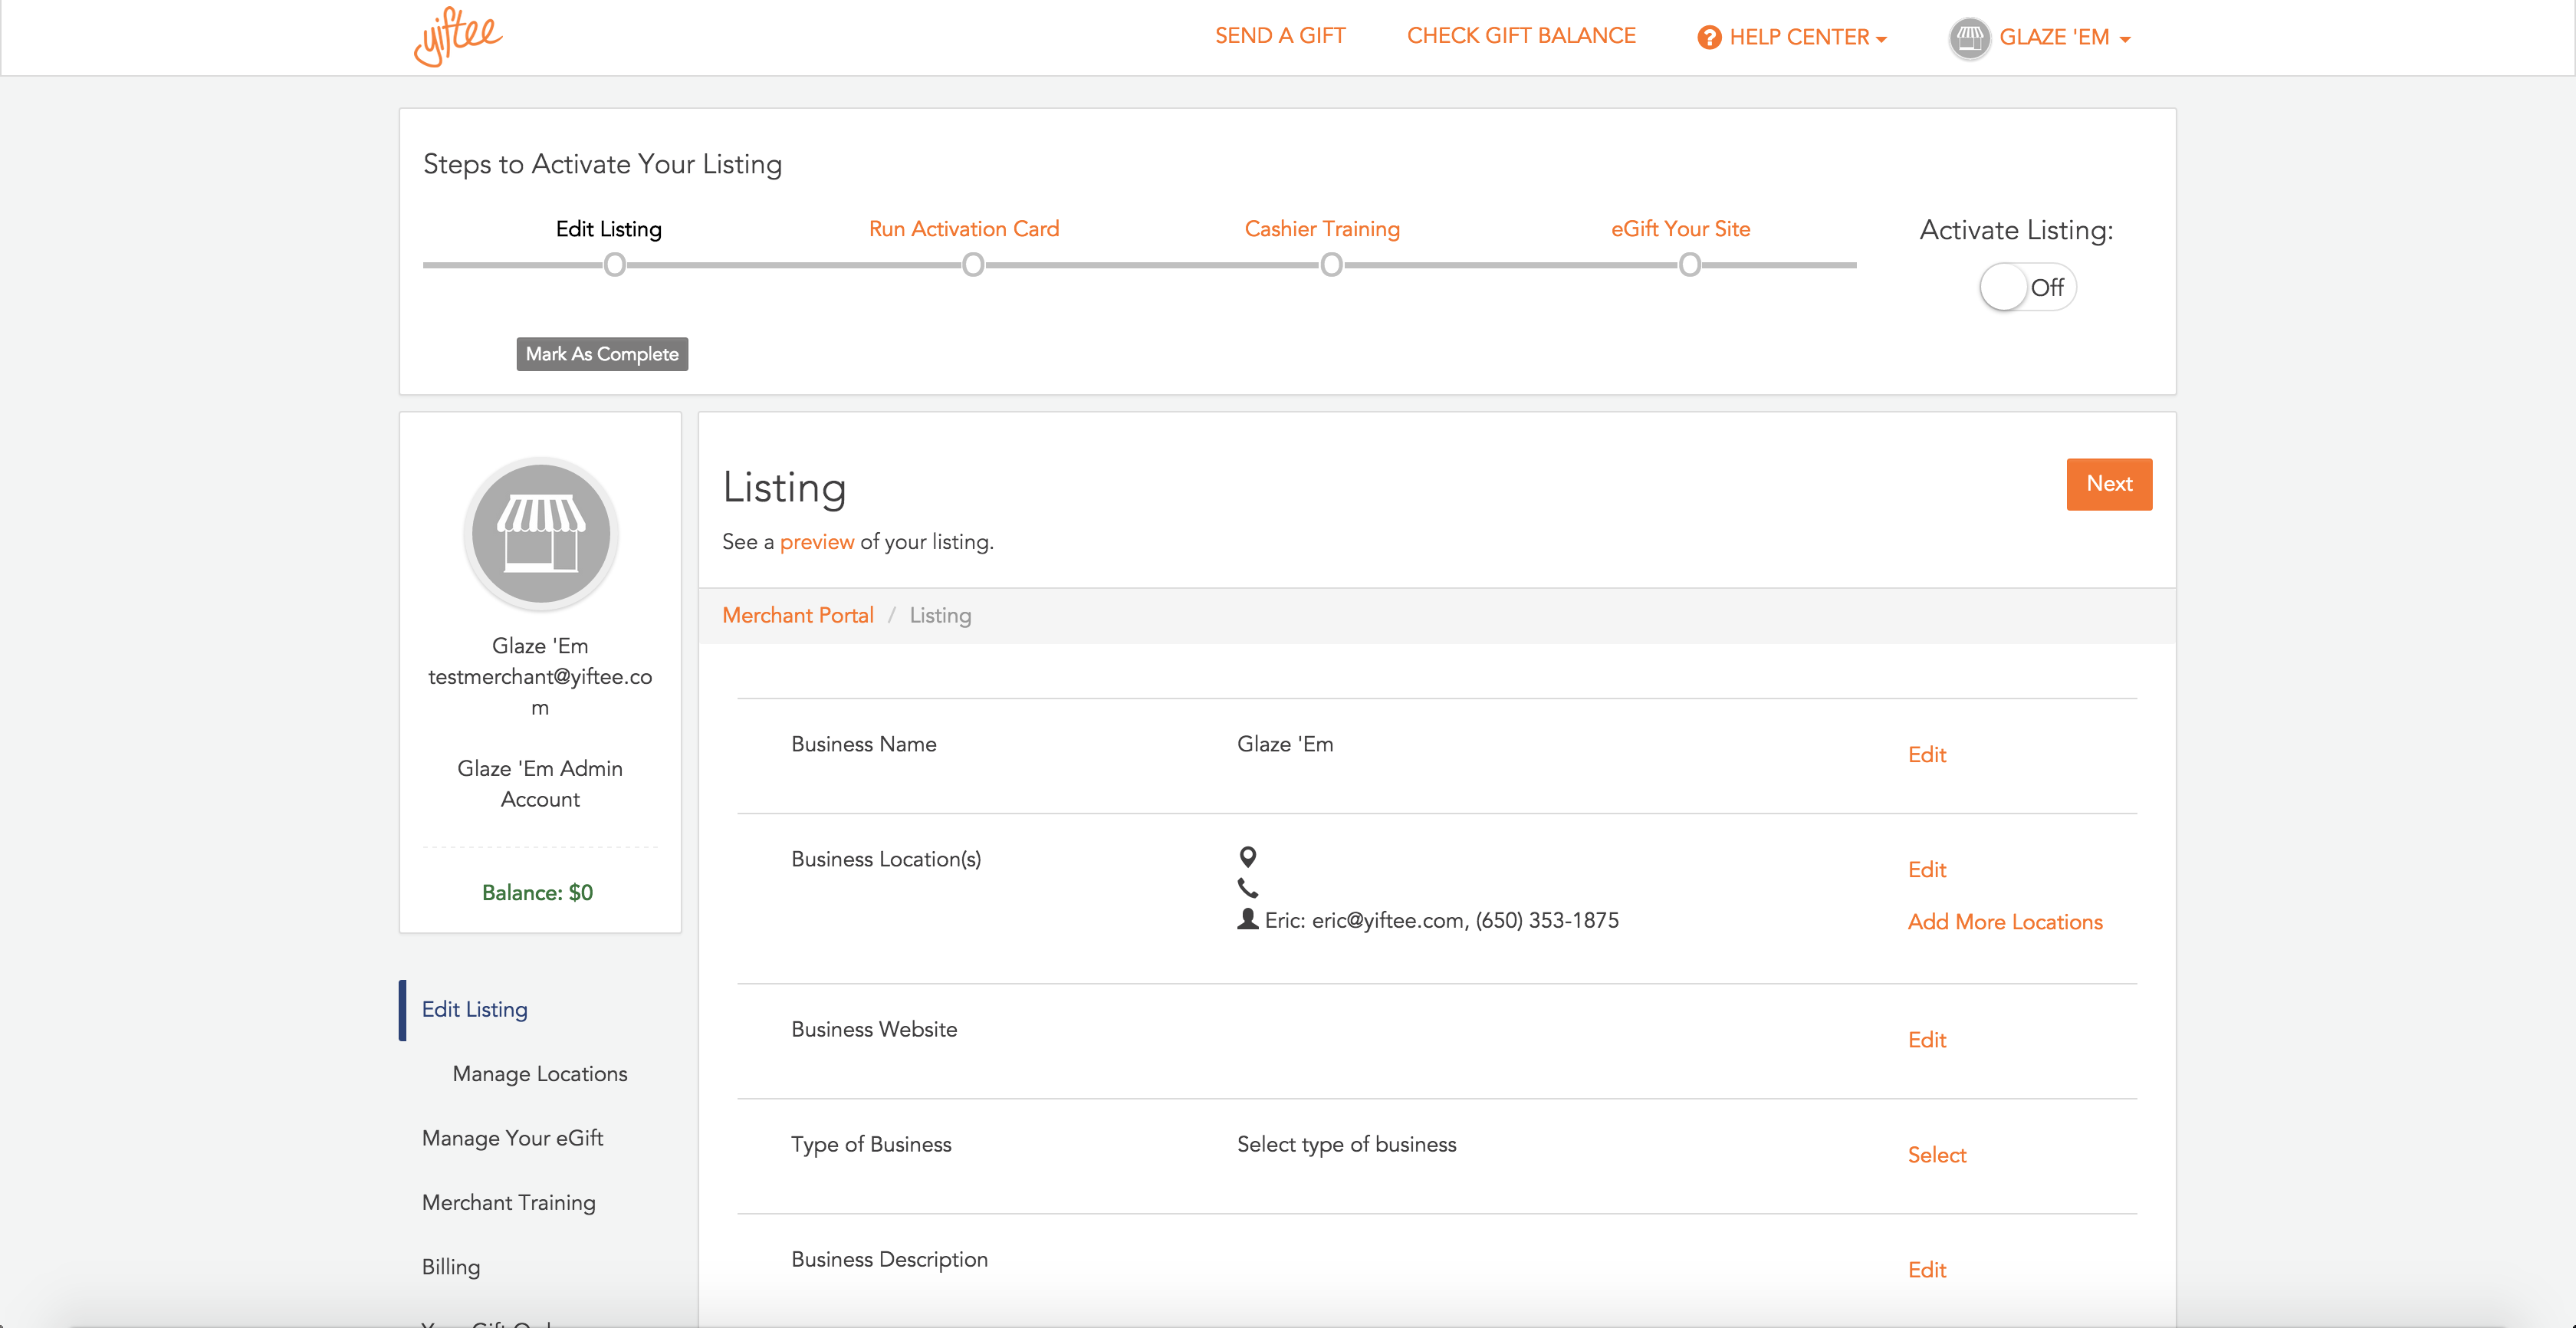 yiftee
SEND A GIFT
CHECK GIFT BALANCE
? HELP CENTER
GLAZE 'EM
Steps to Activate Your Listing
Edit Listing
Run Activation Card
Cashier Training
eGift Your Site
Activate Listing:
Off
Mark As Complete
Glaze 'Em
testmerchant@yiftee.co
m
Glaze 'Em Admin
Account
Balance: $0
Edit Listing
Manage Locations
Manage Your eGift
Merchant Training
Billing
Listing
Next
See a preview of your listing.
Merchant Portal / Listing
Business Name
Glaze 'Em
Edit
Business Location(s)
Eric: eric@yiftee.com, (650) 353-1875
Edit
Add More Locations
Business Website
Edit
Type of Business
Select type of business
Select
Business Description
Edit